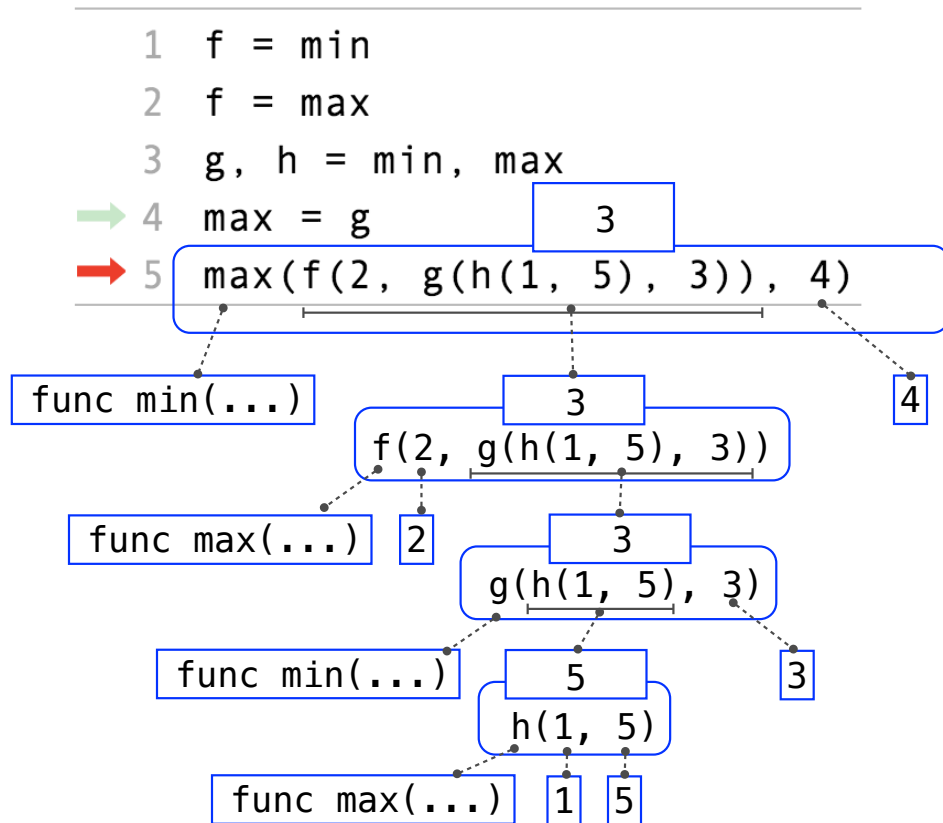 1 f = min
2 f = max
3 g, h = min, max
4 max = g
3
5 max(f(2, g(h(1, 5), 3)), 4)
func min(...)
3
4
f(2, g(h(1, 5), 3))
func max(...)
2
3
g(h(1, 5), 3)
func min(...)
5
3
h(1, 5)
func max(...)
1
5